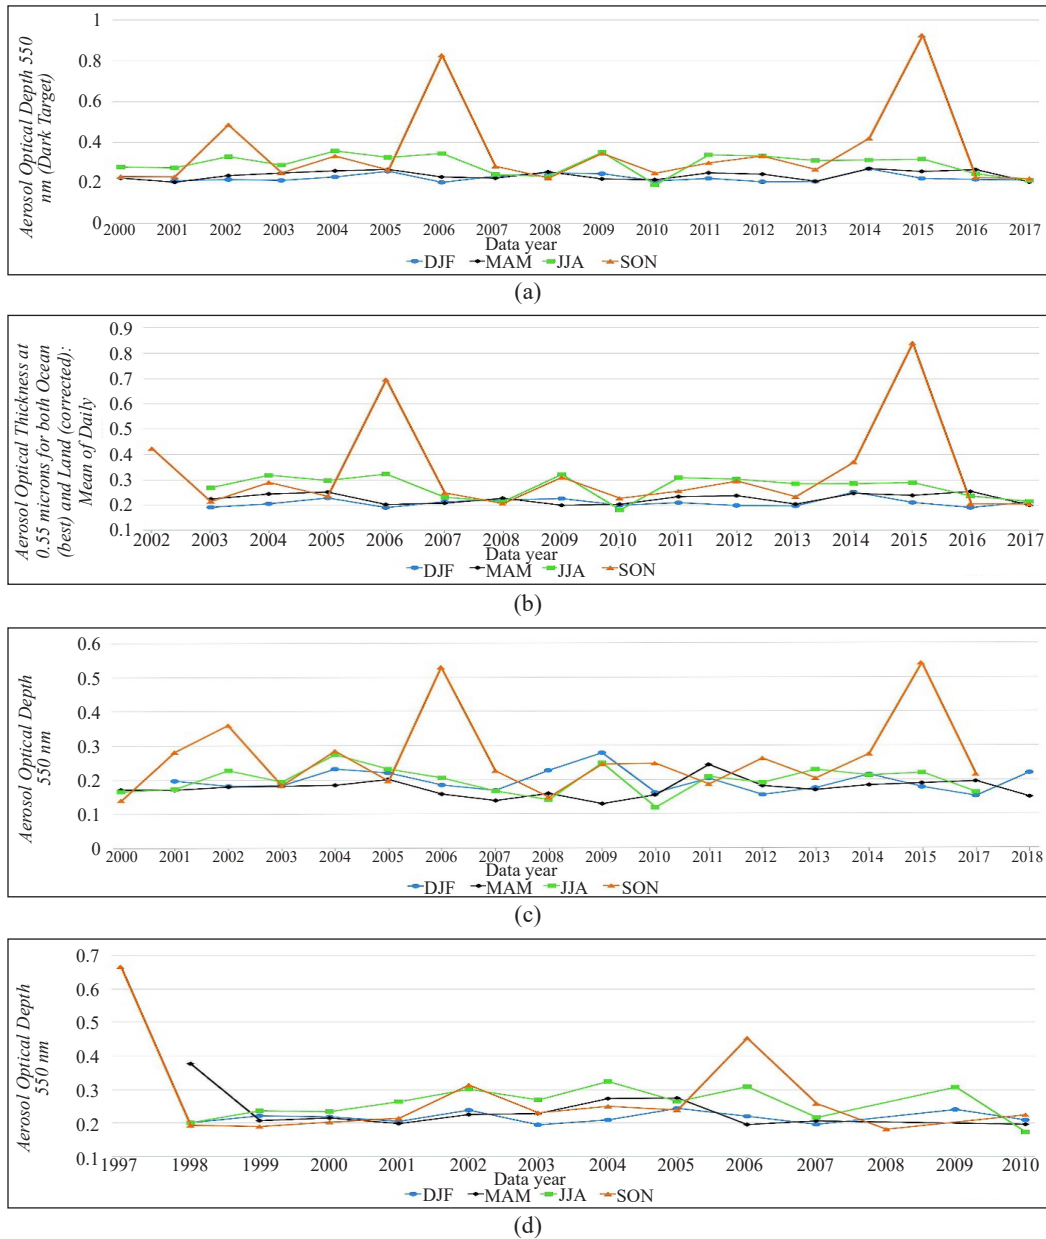 Aerosol Optical Depth 550
nm (Dark Target)
1
0.8
0.6
0.4
0.2
0
2000 2001 2002 2003 2004 2005 2006 2007 2008 2009 2010 2011 2012 2013 2014 2015 2016 2017
Data year
DJF MAM JJA SON
(a)
Aerosol Optical Thickness at
0.55 microns for both Ocean
(best) and Land (corrected):
Mean of Daily
0.9
0.8
0.7
0.6
0.5
0.4
0.3
0.2
0.1
2002 2003 2004 2005 2006 2007 2008 2009 2010 2011 2012 2013 2014 2015 2016 2017
Data year
DJF MAM JJA SON
(b)
Aerosol Optical Depth
550 nm
0.6
0.5
0.4
0.3
0.2
0.1
0
2000 2001 2002 2003 2004 2005 2006 2007 2008 2009 2010 2011 2012 2013 2014 2015 2017 2018
Data year
DJF MAM JJA SON
(c)
Aerosol Optical Depth
550 nm
0.7
0.6
0.5
0.4
0.3
0.2
0.1
1997 1998 1999 2000 2001 2002 2003 2004 2005 2006 2007 2008 2009 2010
Data year
DJF MAM JJA SON
(d)